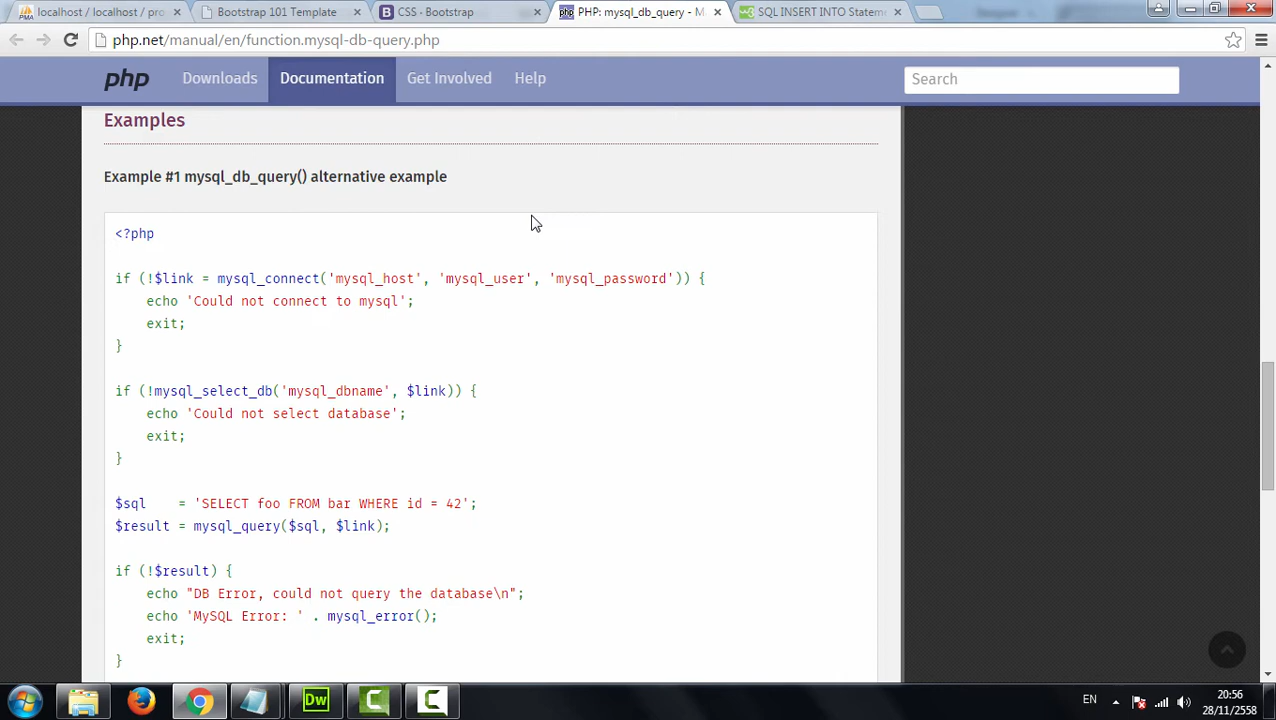 localhost / localhost / pro
Bootstrap 101 Template
CSS · Bootstrap
PHP: mysql_db_query - Ma
SQL INSERT INTO Statem
php.net/manual/en/function.mysql-db-query.php
php
Downloads
Documentation
Get Involved
Help
Search
Examples
Example #1 mysql_db_query() alternative example
<?php
if (!$link = mysql_connect('mysql_host', 'mysql_user', 'mysql_password')) {
echo 'Could not connect to mysql';
exit;
}
if (!mysql_select_db('mysql_dbname', $link)) {
echo 'Could not select database';
exit;
}
$sql    = 'SELECT foo FROM bar WHERE id = 42';
$result = mysql_query($sql, $link);
if (!$result) {
echo "DB Error, could not query the database\n";
echo 'MySQL Error: ' . mysql_error();
exit;
}
Dw
EN
20:56
28/11/2558